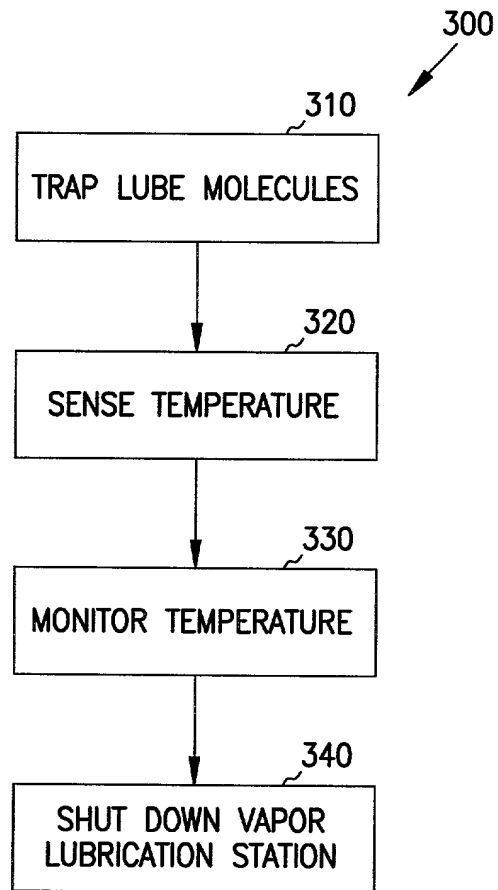 300
310
TRAP LUBE MOLECULES
320
SENSE TEMPERATURE
330
MONITOR TEMPERATURE
340
SHUT DOWN VAPOR
LUBRICATION STATION